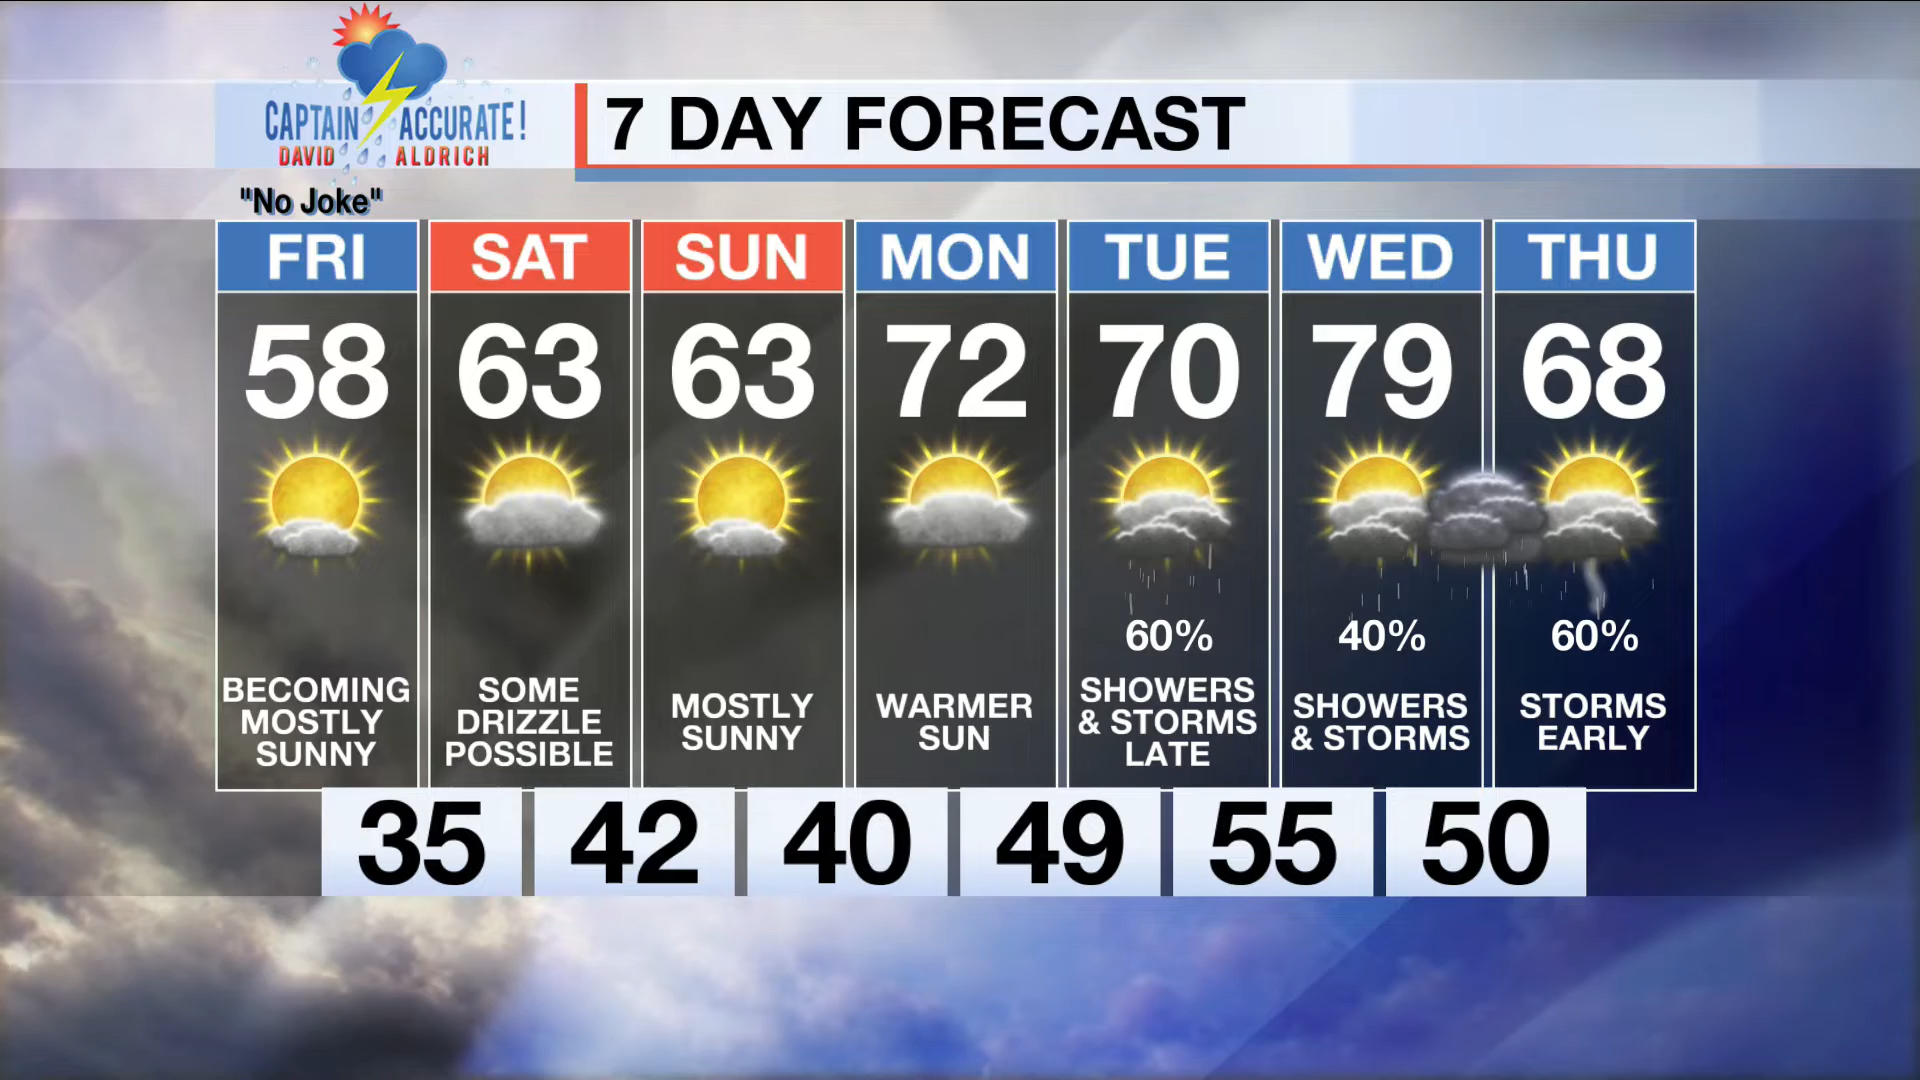 CAPTAIN ACCURATE!
DAVID ALDRICH
"No Joke"
7 DAY FORECAST
FRI
58
BECOMING
MOSTLY
SUNNY
SAT
63
SOME
DRIZZLE
POSSIBLE
SUN
63
MOSTLY
SUNNY
MON
72
WARMER
SUN
TUE
70
60%
SHOWERS
& STORMS
LATE
WED
79
40%
SHOWERS
& STORMS
THU
68
60%
STORMS
EARLY
35 42 40 49 55 50